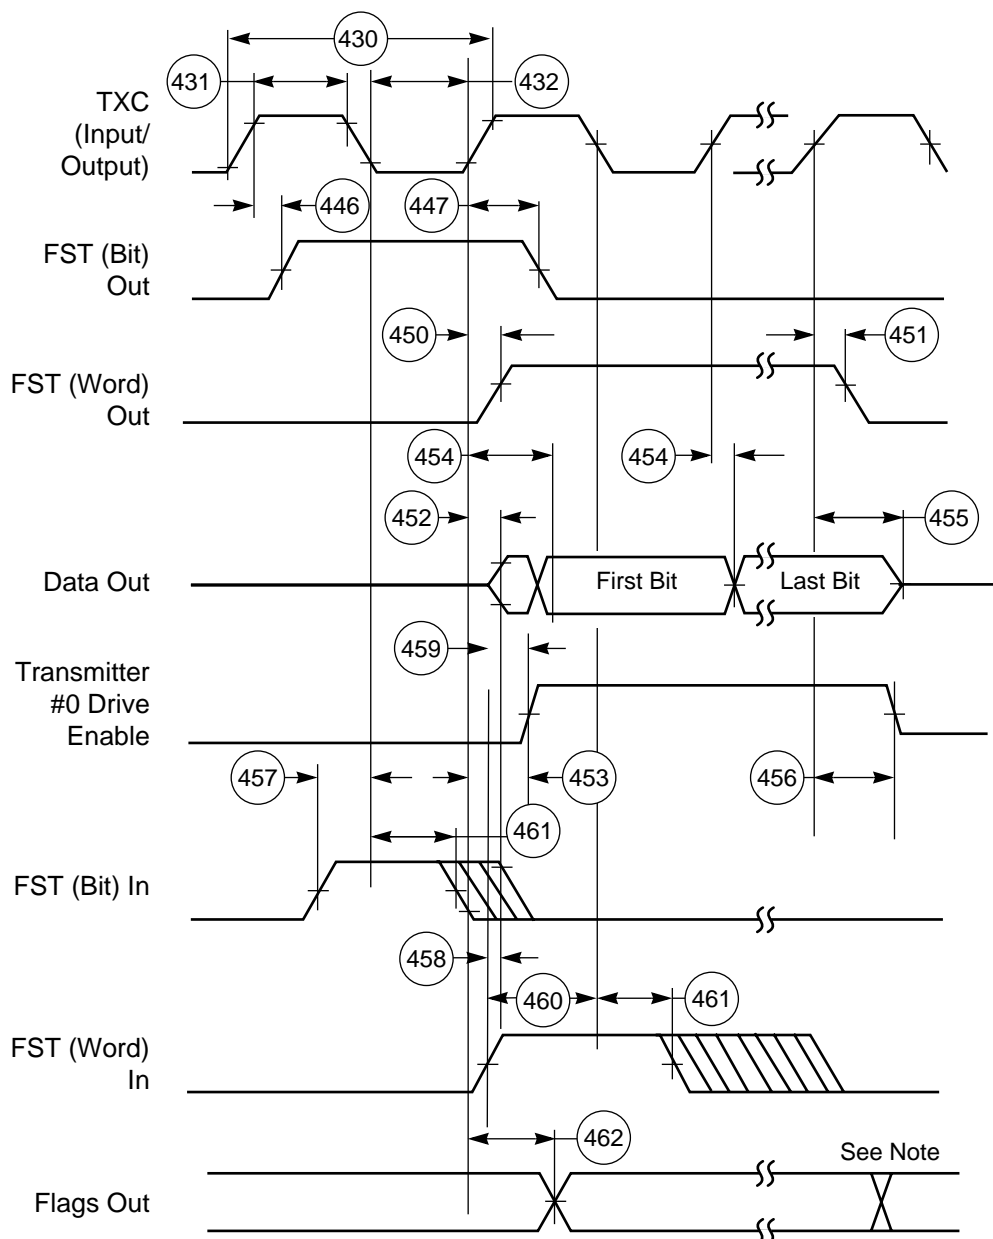 430
431
432
TXC
(Input/
Output)
446
447
FST (Bit)
Out
450
451
FST (Word)
Out
454
454
452
455
Data Out
First Bit
Last Bit
459
Transmitter
#0 Drive
Enable
457
453
456
461
FST (Bit) In
458
460
461
FST (Word)
In
462
See Note
Flags Out